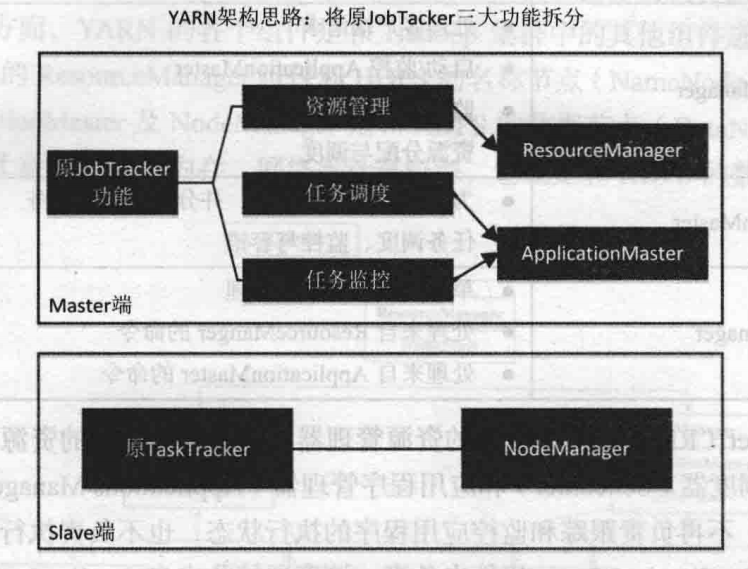 YARN架构思路：将原JobTacker三大功能拆分
资源管理
ResourceManager
原JobTracker
功能
任务调度
ApplicationMaster
任务监控
Master端
原TaskTracker
NodeManager
Slave端